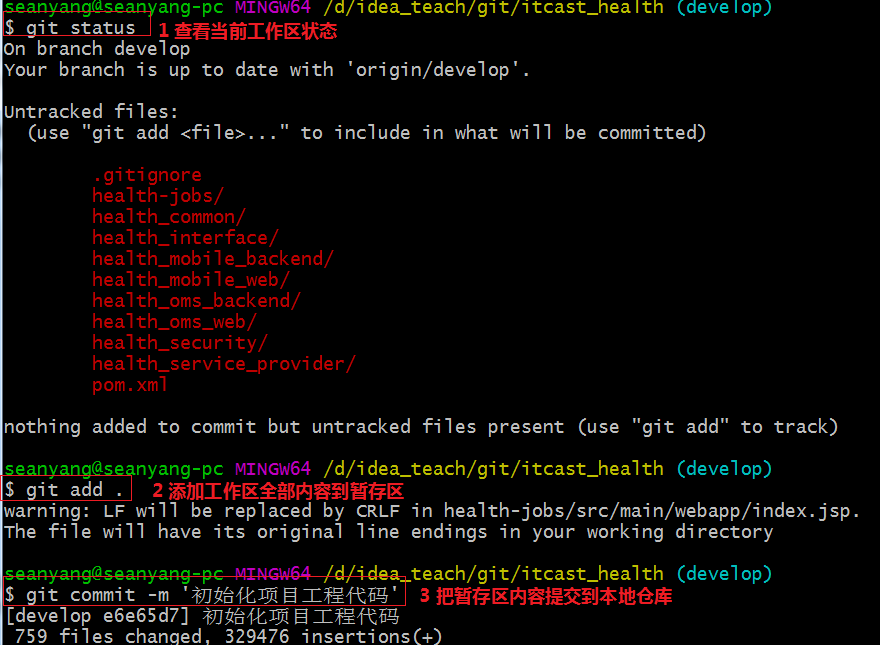 seanyang@seanyang-pc MINGW64 /d/idea_teach/git/itcast_health (develop)
$ git status 1 查看当前工作区状态
On branch develop
Your branch is up to date with 'origin/develop'.
Untracked files:
(use "git add <file>..." to include in what will be committed)
.gitignore
health-jobs/
health_common/
health_interface/
health_mobile_backend/
health_mobile_web/
health_oms_backend/
health_oms_web/
health_security/
health_service_provider/
pom.xml
nothing added to commit but untracked files present (use "git add" to track)
seanyang@seanyang-pc MINGW64 /d/idea_teach/git/itcast_health (develop)
$ git add . 2 添加工作区全部内容到暂存区
warning: LF will be replaced by CRLF in health-jobs/src/main/webapp/index.jsp.
The file will have its original line endings in your working directory
seanyang@seanyang-pc MINGW64 /d/idea_teach/git/itcast_health (develop)
$ git commit -m '初始化项目工程代码' 3 把暂存区内容提交到本地仓库
[develop e6e65d7] 初始化项目工程代码
759 files changed, 329476 insertions(+)